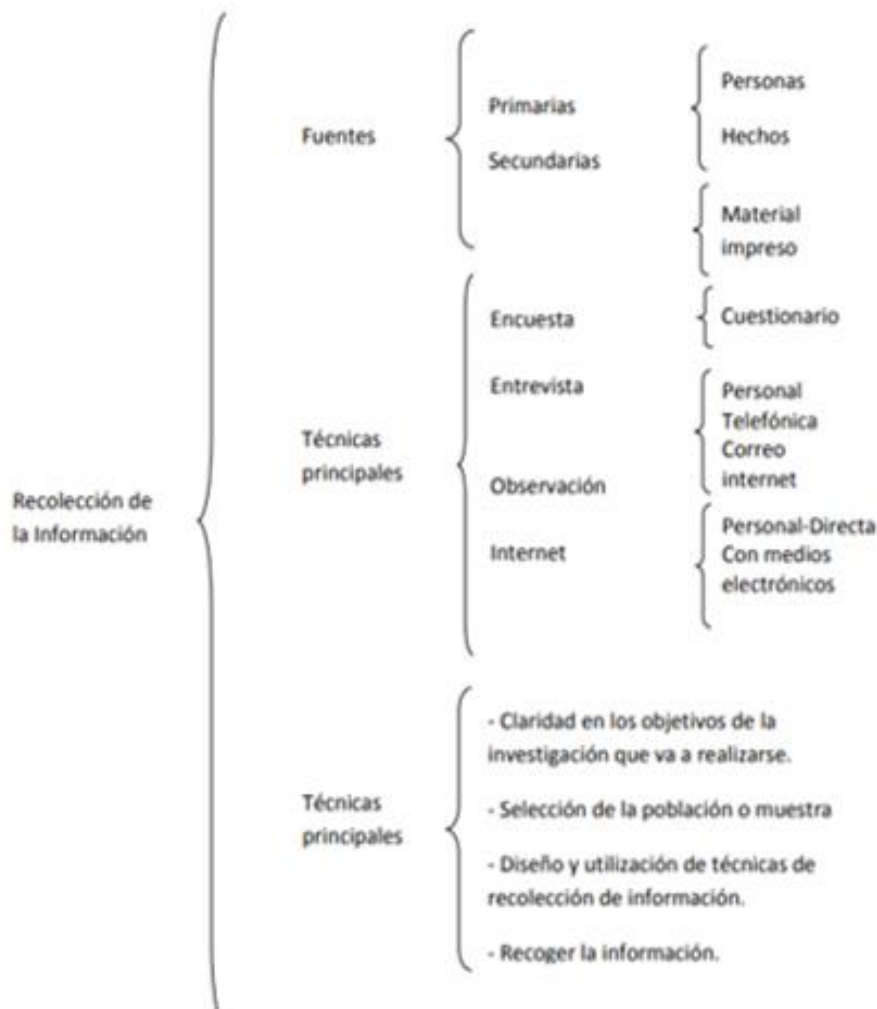 Recolección de
la Información
Fuentes
Primarias
Secundarias
Personas
Hechos
Material
impreso
Técnicas
principales
Encuesta
Entrevista
Observación
Internet
Cuestionario
Personal
Telefónica
Correo
internet
Personal-Directa
Con medios
electrónicos
Técnicas
principales
- Claridad en los objetivos de la
investigación que va a realizarse.
- Selección de la población o muestra
- Diseño y utilización de técnicas de
recolección de información.
- Recoger la información.